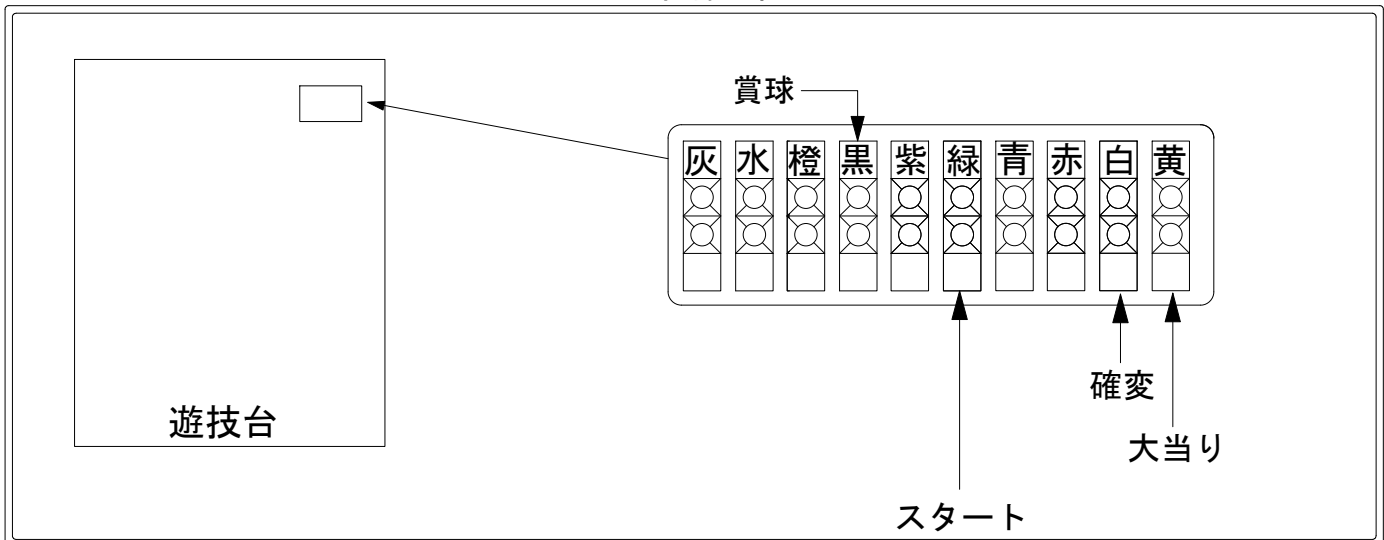 賞球
灰 水 橙 黒 紫 緑 青 赤 白 黄
確変
遊技台
大当り
スタート